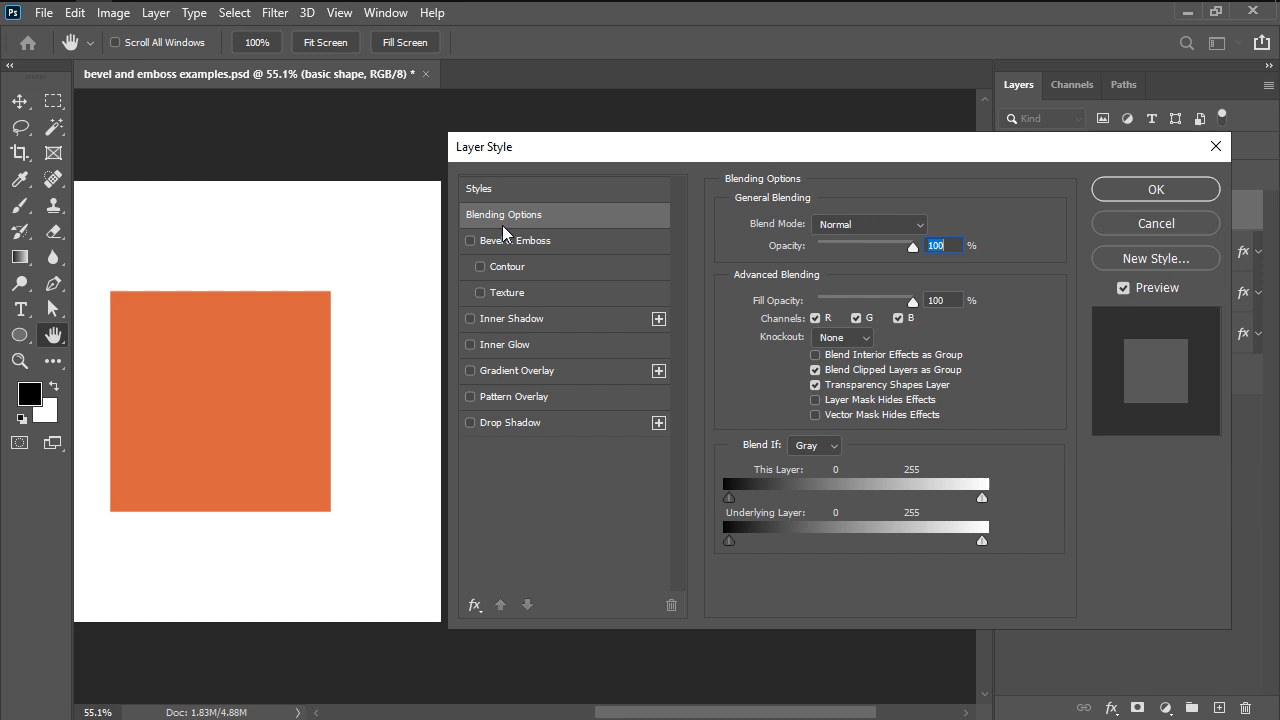 Ps File Edit Image Layer Type Select Filter 3D View Window Help
Scroll All Windows 100% Fit Screen Fill Screen
bevel and emboss examples.psd @ 55.1% (basic shape, RGB/8) * ×
Layers Channels Paths
Kind
Layer Style
Styles
Blending Options
Bevel & Emboss
Contour
Texture
Inner Shadow
Inner Glow
Gradient Overlay
Pattern Overlay
Drop Shadow
fx
Blending Options
General Blending
Blend Mode: Normal
Opacity: 100 %
Advanced Blending
Fill Opacity: 100 %
Channels: R G B
Knockout: None
Blend Interior Effects as Group
Blend Clipped Layers as Group
Transparency Shapes Layer
Layer Mask Hides Effects
Vector Mask Hides Effects
Blend If: Gray
This Layer: 0 255
Underlying Layer: 0 255
OK
Cancel
New Style...
Preview
fx
fx
fx
55.1% Doc: 1.83M/4.88M
fx